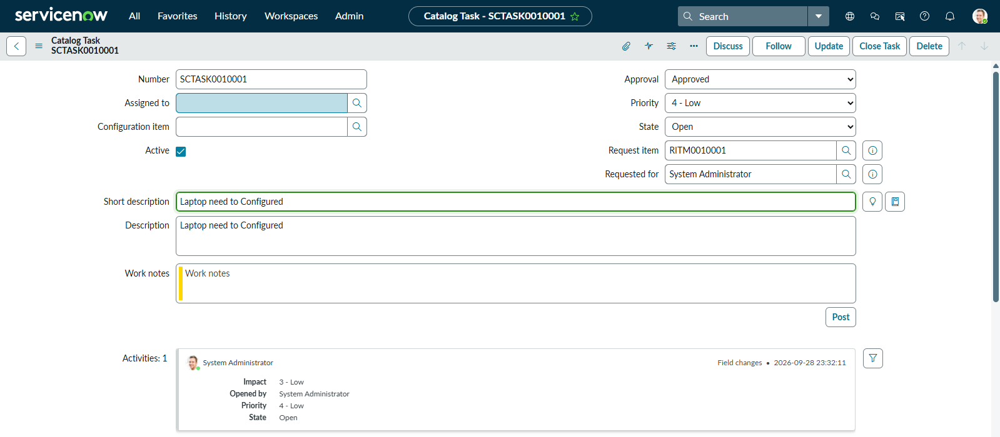 servicenow All Favorites History Workspaces Admin Catalog Task - SCTASK0010001 Search
Catalog Task
SCTASK0010001
Discuss Follow Update Close Task Delete
Number SCTASK0010001 Approval Approved
Assigned to Priority 4 - Low
Configuration item State Open
Active Request item RITM0010001
Requested for System Administrator
Short description Laptop need to Configured
Description Laptop need to Configured
Work notes Work notes
Post
Activities: 1 System Administrator Field changes • 2026-09-28 23:32:11
Impact 3 - Low
Opened by System Administrator
Priority 4 - Low
State Open